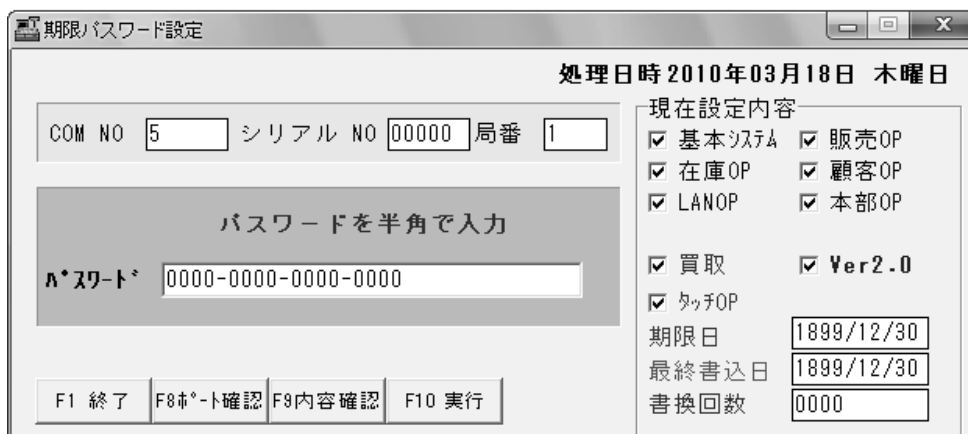 期限パスワード設定
処理日時2010年03月18日 木曜日
COM NO 5 シリアル NO 00000 局番 1
パスワードを半角で入力
ﾊﾟｽﾜｰﾄﾞ 0000-0000-0000-0000
F1 終了 F8ﾎﾟｰﾄ確認 F9内容確認 F10 実行
現在設定内容
基本ｼｽﾃﾑ 販売OP
在庫OP 顧客OP
LANOP 本部OP
買取 Ver2.0
ﾀｯﾁOP
期限日 1899/12/30
最終書込日 1899/12/30
書換回数 0000